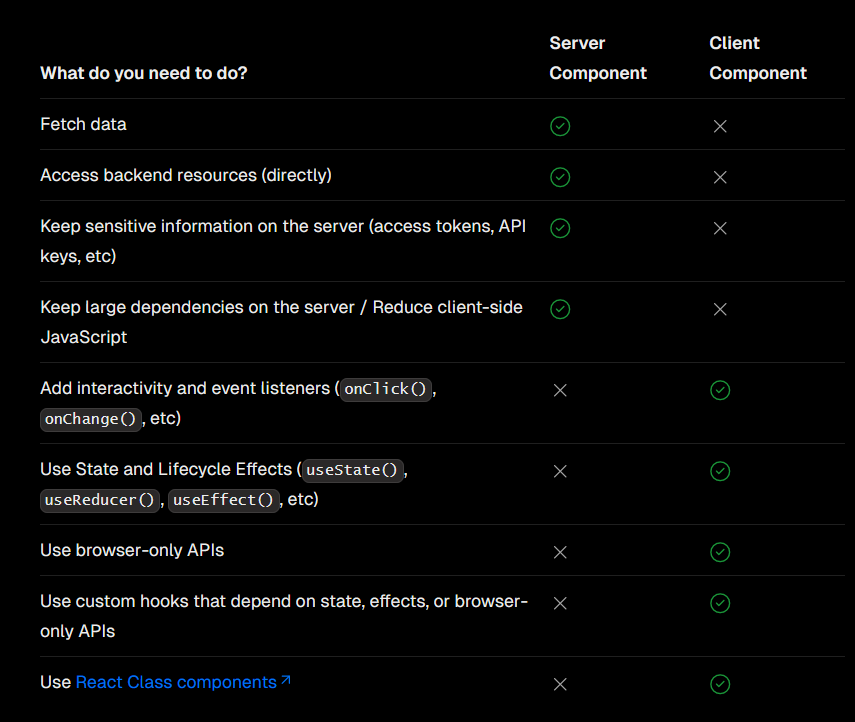 Server Client
What do you need to do? Component Component
Fetch data
Access backend resources (directly)
Keep sensitive information on the server (access tokens, API
keys, etc)
Keep large dependencies on the server / Reduce client-side
JavaScript
Add interactivity and event listeners (onClick(),
onChange(), etc)
Use State and Lifecycle Effects (useState(),
useReducer(), useEffect(), etc)
Use browser-only APIs
Use custom hooks that depend on state, effects, or browser-
only APIs
Use React Class components